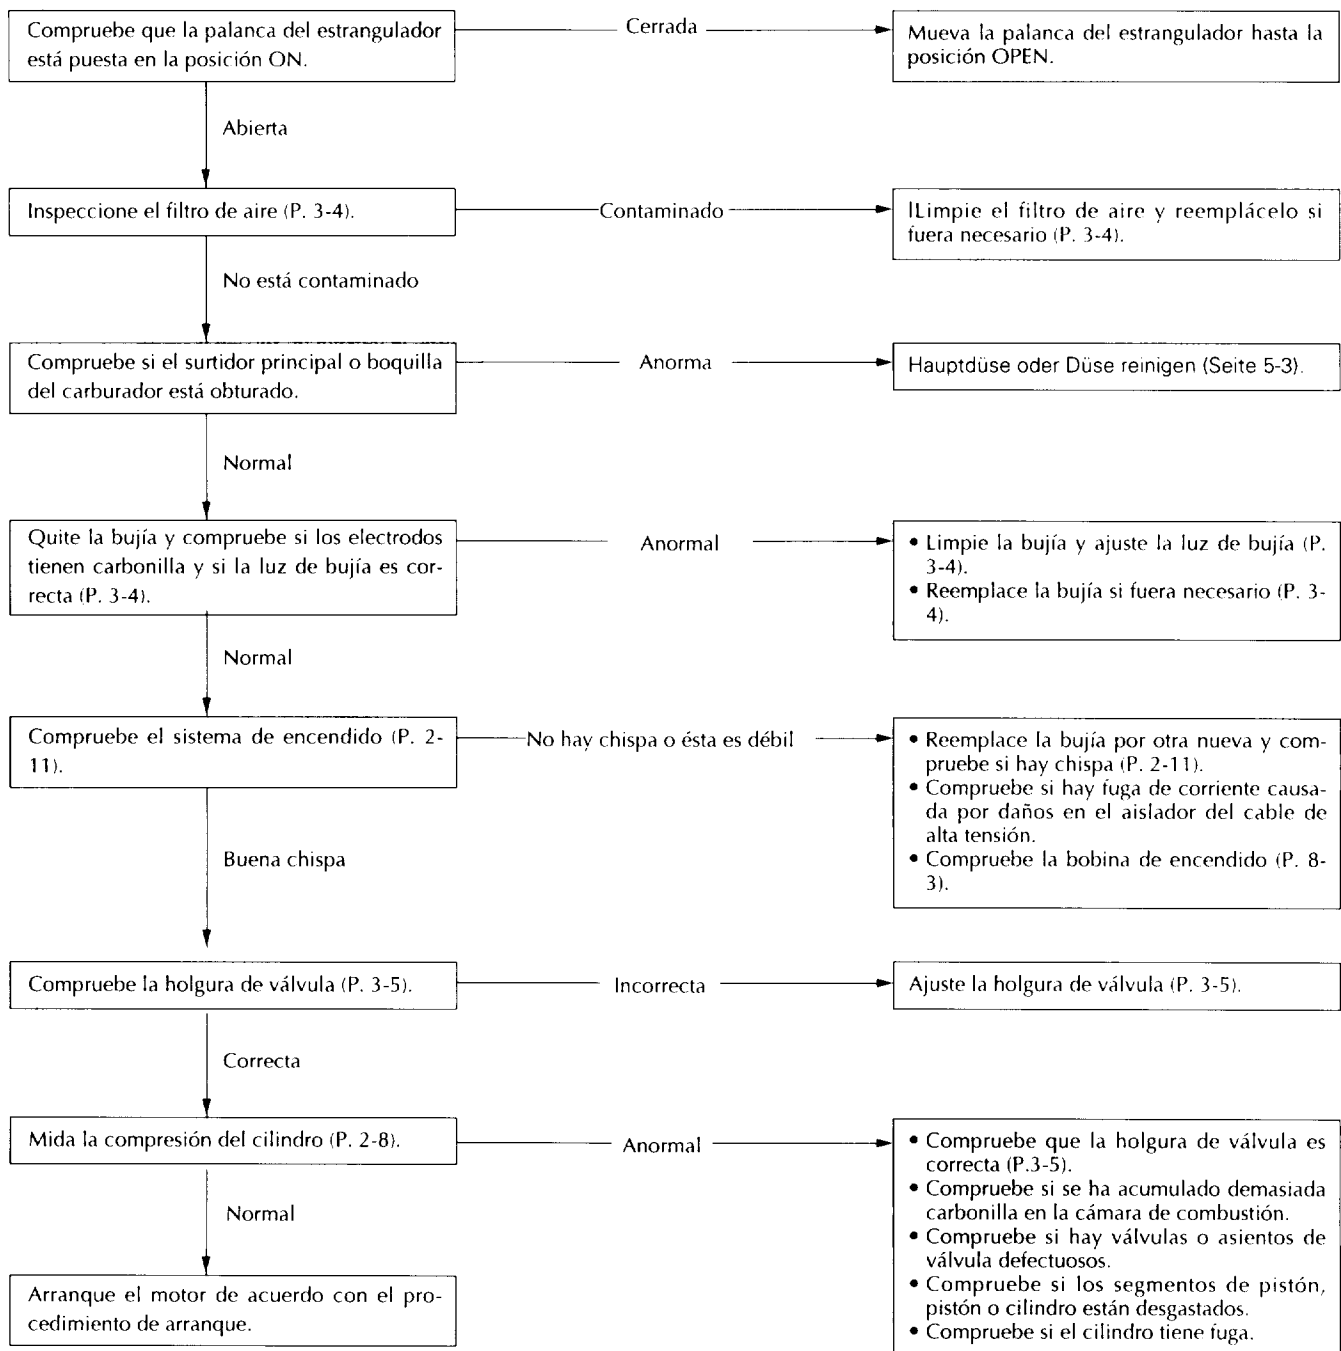 Compruebe que la palanca del estrangulador
está puesta en la posición ON.
Cerrada
Mueva la palanca del estrangulador hasta la
posición OPEN.
Abierta
Inspeccione el filtro de aire (P. 3-4).
Contaminado
lLimpie el filtro de aire y reemplácelo si
fuera necesario (P. 3-4).
No está contaminado
Compruebe si el surtidor principal o boquilla
del carburador está obturado.
Anorma
Hauptdüse oder Düse reinigen (Seite 5-3).
Normal
Quite la bujía y compruebe si los electrodos
tienen carbonilla y si la luz de bujía es cor-
recta (P. 3-4).
Anormal
• Limpie la bujía y ajuste la luz de bujía (P.
3-4).
• Reemplace la bujía si fuera necesario (P. 3-
4).
Normal
Compruebe el sistema de encendido (P. 2-
11).
No hay chispa o ésta es débil
• Reemplace la bujía por otra nueva y com-
pruebe si hay chispa (P. 2-11).
• Compruebe si hay fuga de corriente causa-
da por daños en el aislador del cable de
alta tensión.
• Compruebe la bobina de encendido (P. 8-
3).
Buena chispa
Compruebe la holgura de válvula (P. 3-5).
Incorrecta
Ajuste la holgura de válvula (P. 3-5).
Correcta
Mida la compresión del cilindro (P. 2-8).
Anormal
• Compruebe que la holgura de válvula es
correcta (P.3-5).
• Compruebe si se ha acumulado demasiada
carbonilla en la cámara de combustión.
• Compruebe si hay válvulas o asientos de
válvula defectuosos.
• Compruebe si los segmentos de pistón,
pistón o cilindro están desgastados.
• Compruebe si el cilindro tiene fuga.
Normal
Arranque el motor de acuerdo con el pro-
cedimiento de arranque.